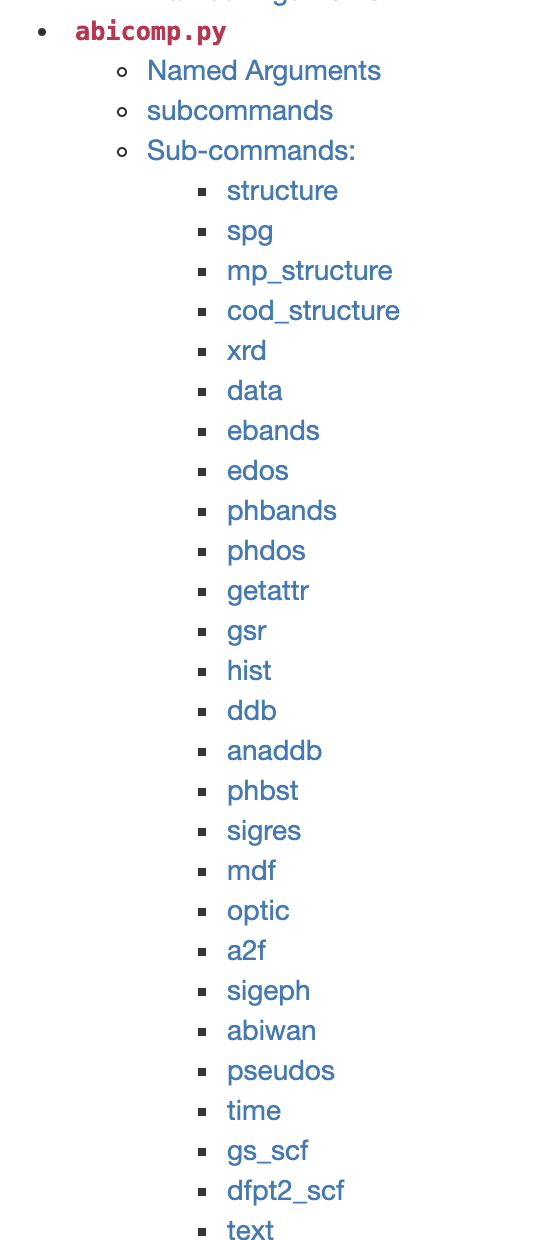 abicomp.py
Named Arguments
subcommands
Sub-commands:
structure
spg
mp_structure
cod_structure
xrd
data
ebands
edos
phbands
phdos
getattr
gsr
hist
ddb
anaddb
phbst
sigres
mdf
optic
a2f
sigeph
abiwan
pseudos
time
gs_scf
dfpt2_scf
text